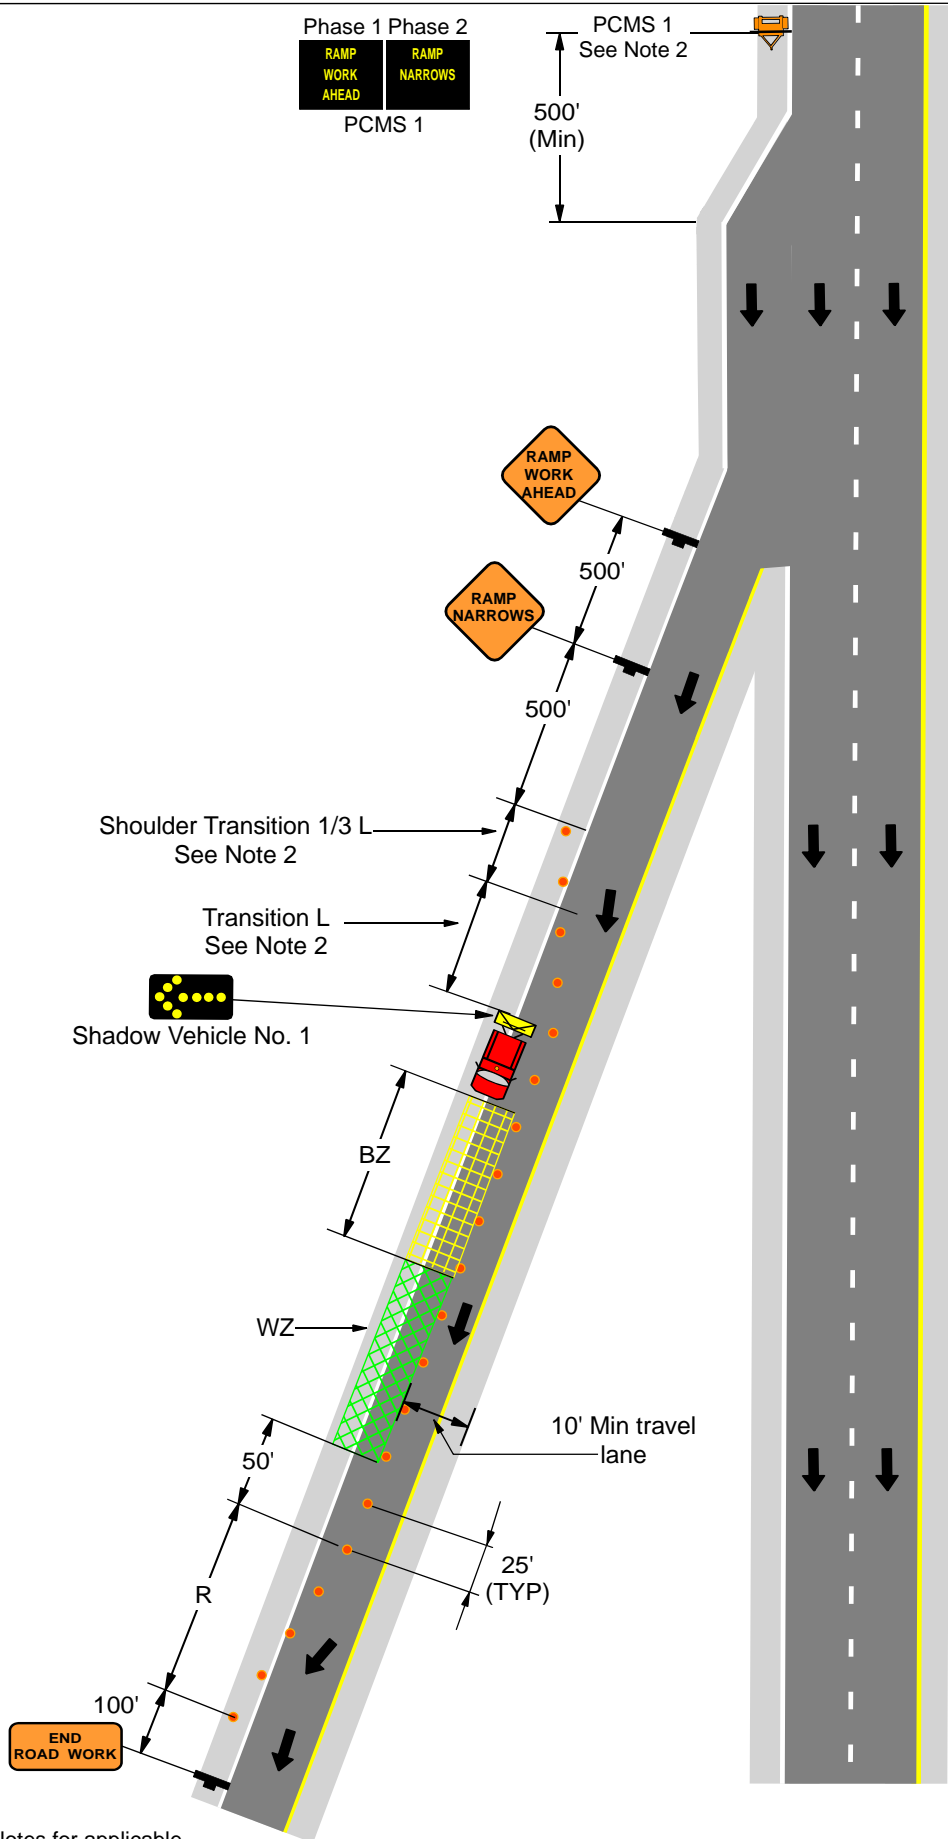 Phase 1 Phase 2
RAMP
WORK
AHEAD
RAMP
NARROWS
PCMS 1
PCMS 1
See Note 2
500'
(Min)
RAMP
WORK
AHEAD
500'
RAMP
NARROWS
500'
Shoulder Transition 1/3 L
See Note 2
Transition L
See Note 2
Shadow Vehicle No. 1
BZ
WZ
10' Min travel
lane
50'
25'
(TYP)
R
100'
END
ROAD WORK
for applicable